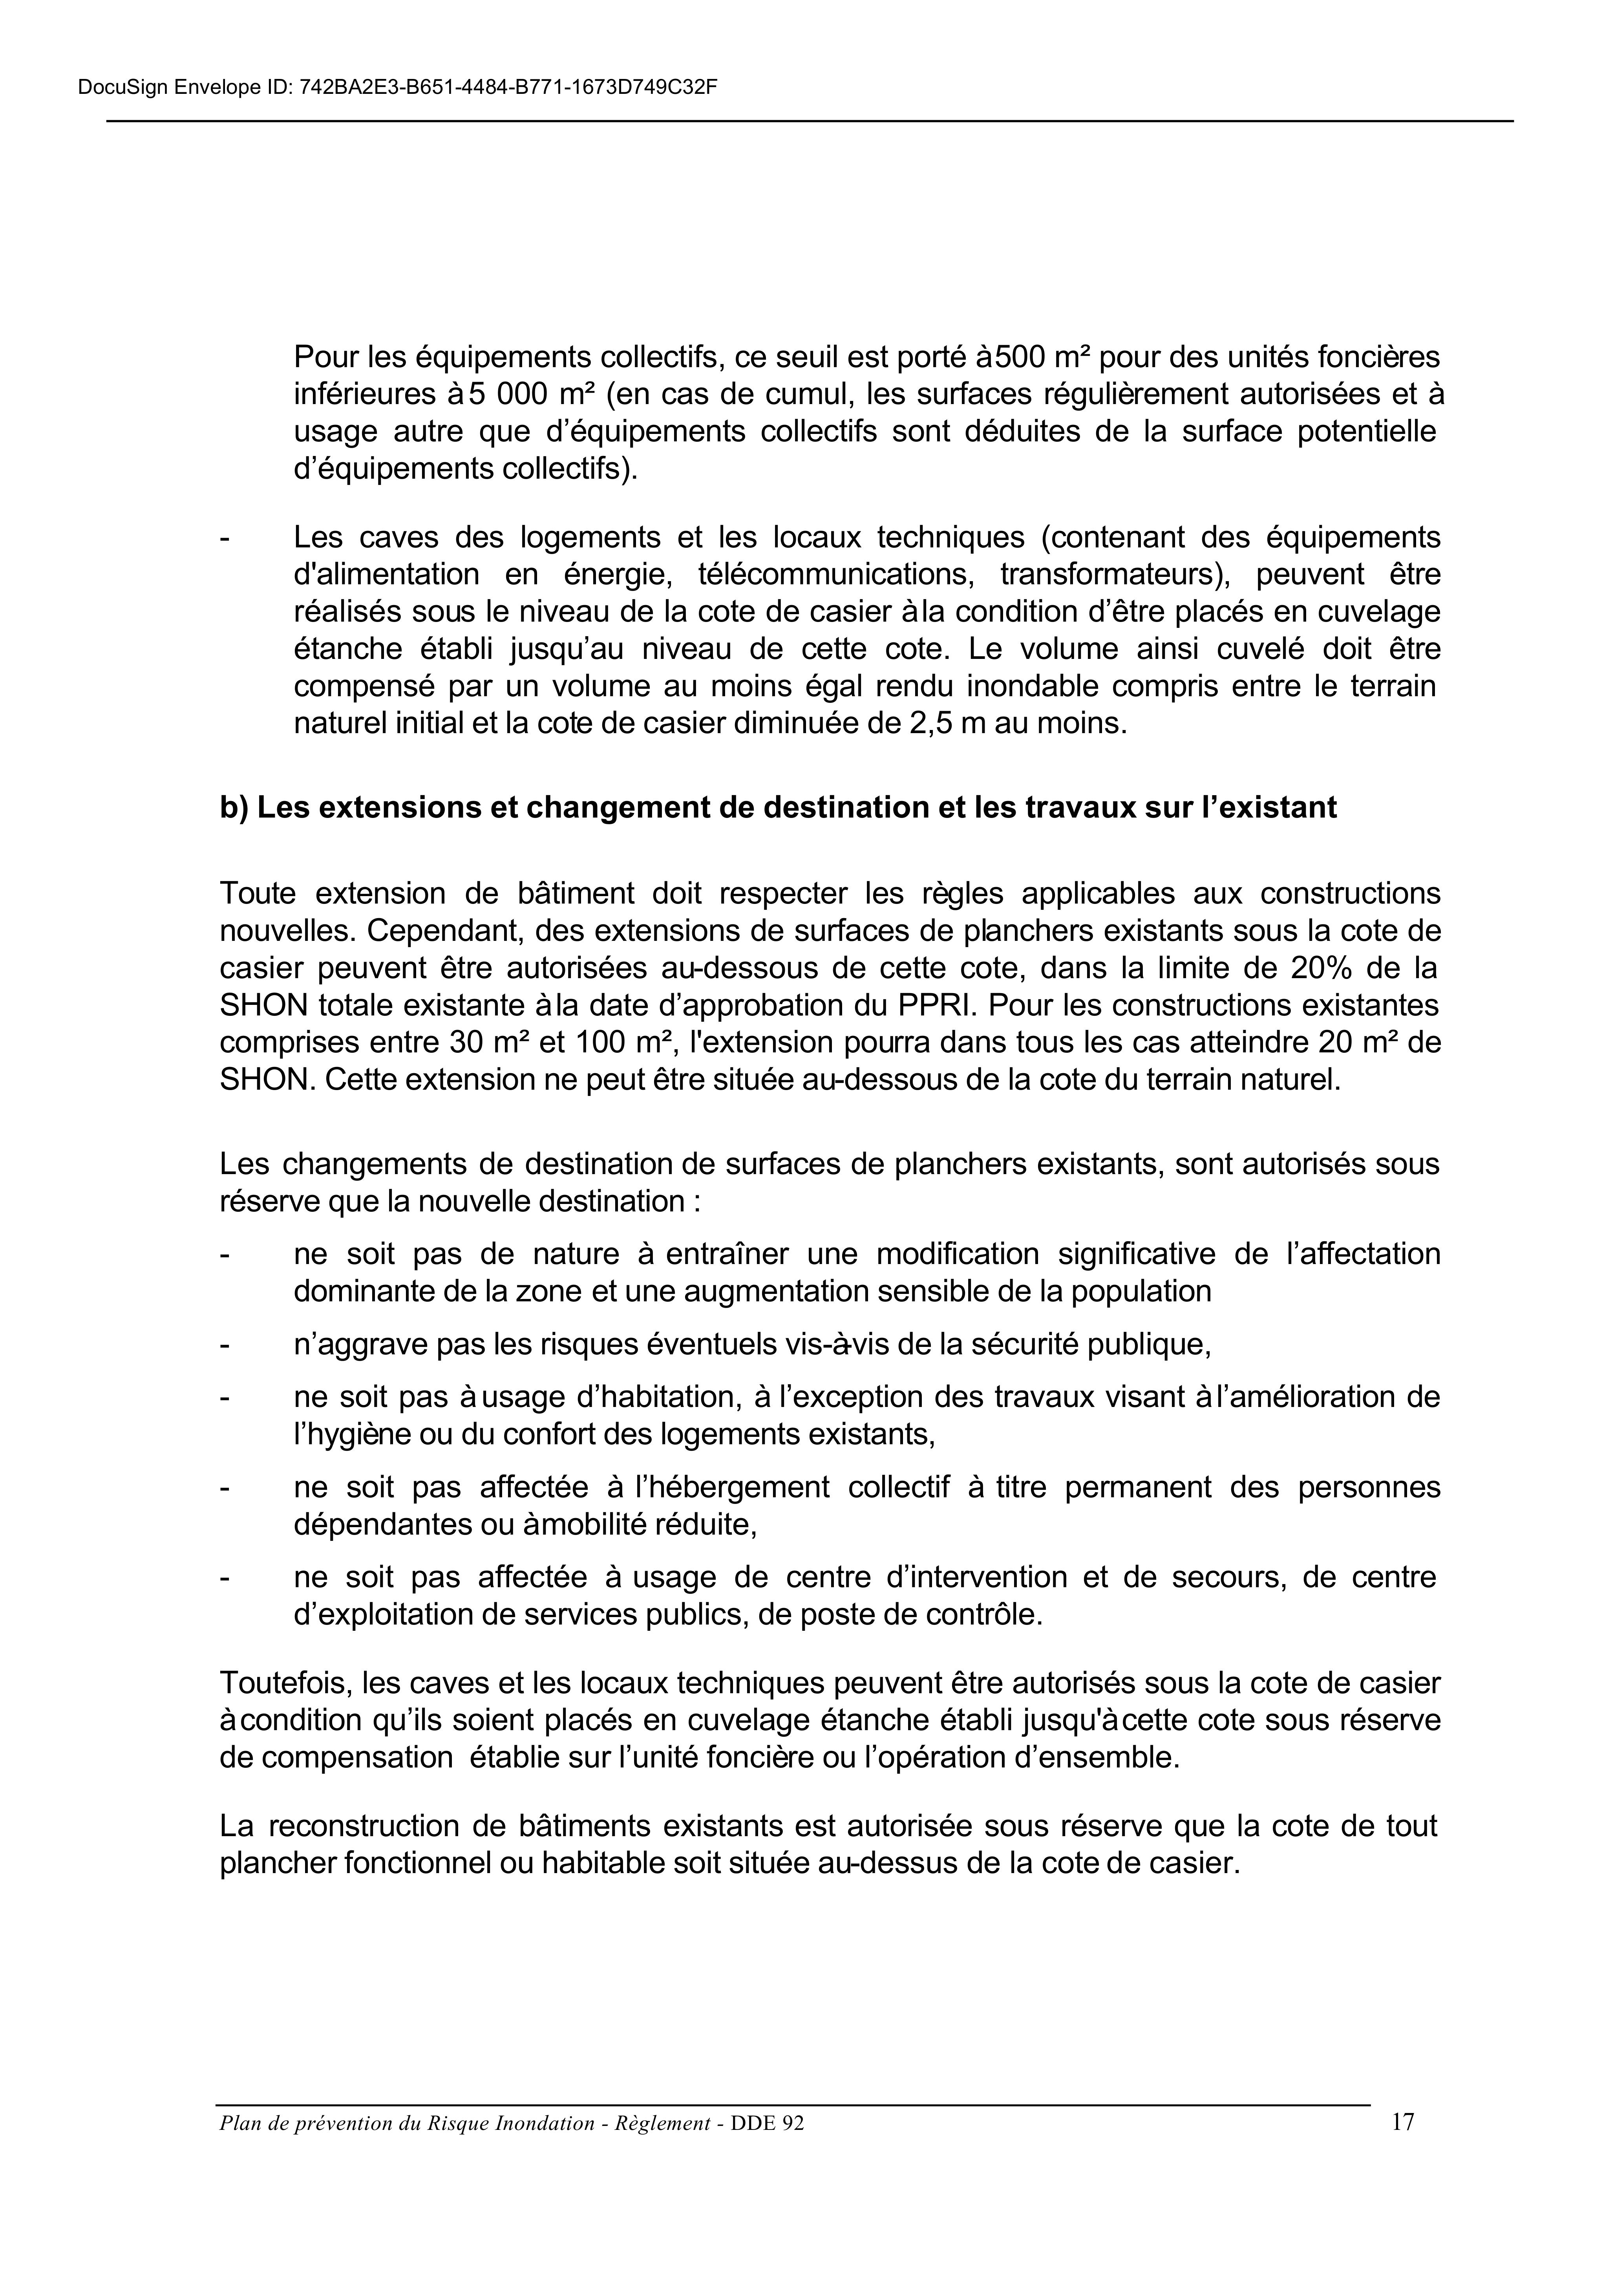 DocuSign Envelope ID: 742BA2E3-B651-4484-B771-1673D749C32F
Pour les équipements collectifs, ce seuil est porté à 500 m² pour des unités foncières
inférieures à 5 000 m² (en cas de cumul, les surfaces régulièrement autorisées et à
usage autre que d’équipements collectifs sont déduites de la surface potentielle
d’équipements collectifs).
- Les caves des logements et les locaux techniques (contenant des équipements
d'alimentation en énergie, télécommunications, transformateurs), peuvent être
réalisés sous le niveau de la cote de casier à la condition d’être placés en cuvelage
étanche établi jusqu’au niveau de cette cote. Le volume ainsi cuvelé doit être
compensé par un volume au moins égal rendu inondable compris entre le terrain
naturel initial et la cote de casier diminuée de 2,5 m au moins.
b) Les extensions et changement de destination et les travaux sur l’existant
Toute extension de bâtiment doit respecter les règles applicables aux constructions
nouvelles. Cependant, des extensions de surfaces de planchers existants sous la cote de
casier peuvent être autorisées au-dessous de cette cote, dans la limite de 20% de la
SHON totale existante à la date d’approbation du PPRI. Pour les constructions existantes
comprises entre 30 m² et 100 m², l'extension pourra dans tous les cas atteindre 20 m² de
SHON. Cette extension ne peut être située au-dessous de la cote du terrain naturel.
Les changements de destination de surfaces de planchers existants, sont autorisés sous
réserve que la nouvelle destination :
- ne soit pas de nature à entraîner une modification significative de l’affectation
dominante de la zone et une augmentation sensible de la population
- n’aggrave pas les risques éventuels vis-à-vis de la sécurité publique,
- ne soit pas à usage d’habitation, à l’exception des travaux visant à l’amélioration de
l’hygiène ou du confort des logements existants,
- ne soit pas affectée à l’hébergement collectif à titre permanent des personnes
dépendantes ou à mobilité réduite,
- ne soit pas affectée à usage de centre d’intervention et de secours, de centre
d’exploitation de services publics, de poste de contrôle.
Toutefois, les caves et les locaux techniques peuvent être autorisés sous la cote de casier
à condition qu’ils soient placés en cuvelage étanche établi jusqu'à cette cote sous réserve
de compensation établie sur l’unité foncière ou l’opération d’ensemble.
La reconstruction de bâtiments existants est autorisée sous réserve que la cote de tout
plancher fonctionnel ou habitable soit située au-dessus de la cote de casier.
Plan de prévention du Risque Inondation - Règlement - DDE 92 17